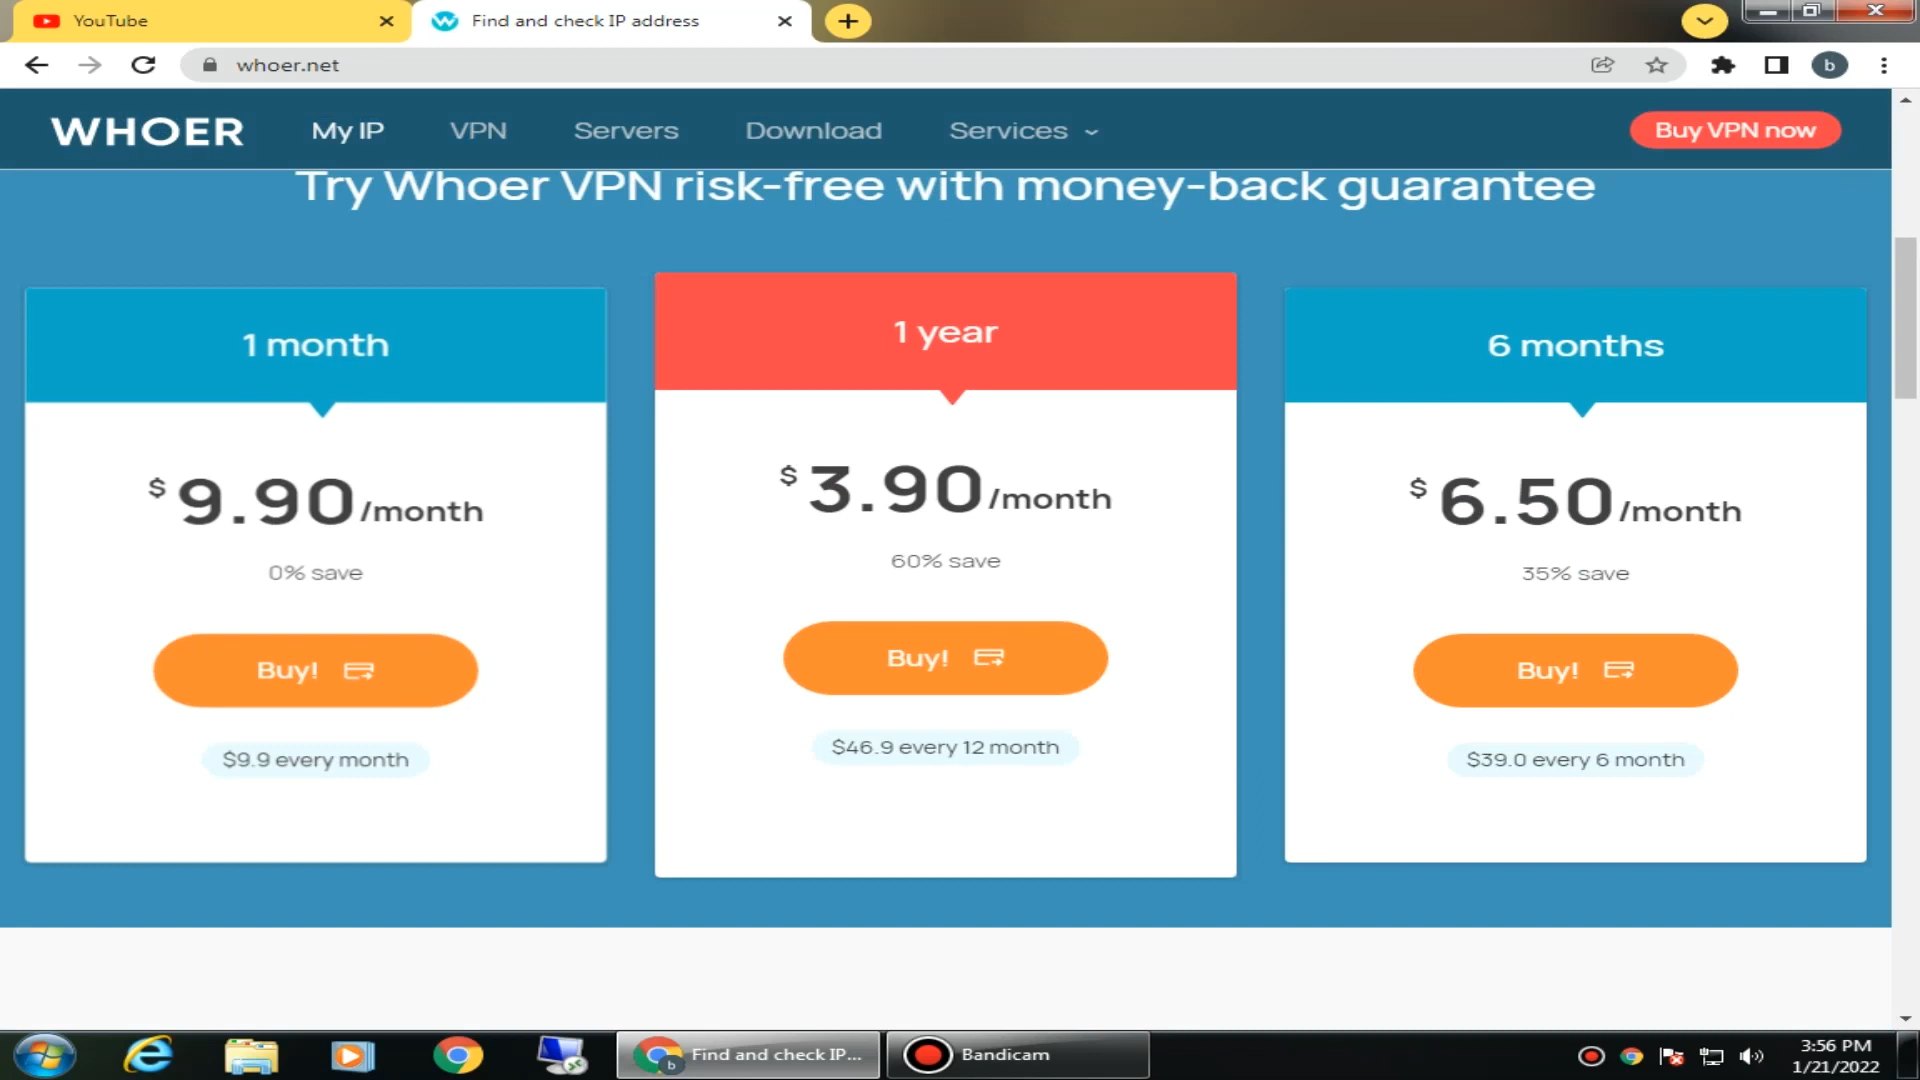 YouTube
Find and check IP address
whoer.net
b
WHOER
My IP
VPN
Servers
Download
Services
Buy VPN now
Try Whoer VPN risk-free with money-back guarantee
1 month
$ 9.90/month
0% save
Buy!
$9.9 every month
1 year
$ 3.90/month
60% save
Buy!
$46.9 every 12 month
6 months
$ 6.50/month
35% save
Buy!
$39.0 every 6 month
b
Find and check IP...
Bandicam
3:56 PM
1/21/2022